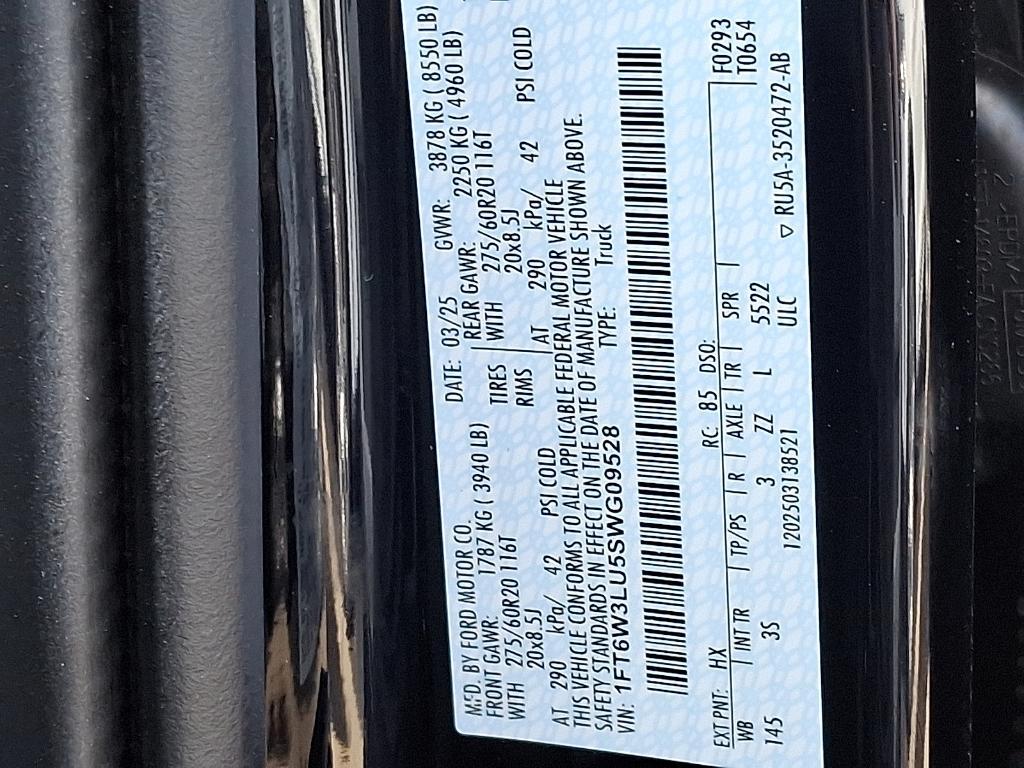 MFD. BY FORD MOTOR CO. DATE: 03/25 GVWR: 3878 KG ( 8550 LB)
FRONT GAWR: 1787 KG ( 3940 LB) REAR GAWR: 2250 KG ( 4960 LB)
WITH 275/60R20 116T TIRES WITH 275/60R20 116T
20x8.5J RIMS 20x8.5J
AT 290 kPa/ 42 PSI COLD AT 290 kPa/ 42 PSI COLD
THIS VEHICLE CONFORMS TO ALL APPLICABLE FEDERAL MOTOR VEHICLE
SAFETY STANDARDS IN EFFECT ON THE DATE OF MANUFACTURE SHOWN ABOVE.
VIN: 1FT6W3LU5SWG09528 TYPE: Truck
EXT PNT: HX RC: 85 DSO: F0293
WB INT TR TP/PS R AXLE TR SPR T0654
145 3S 3 ZZ L 5522
1202503138521 ULC ▽ RU5A-3520472-AB